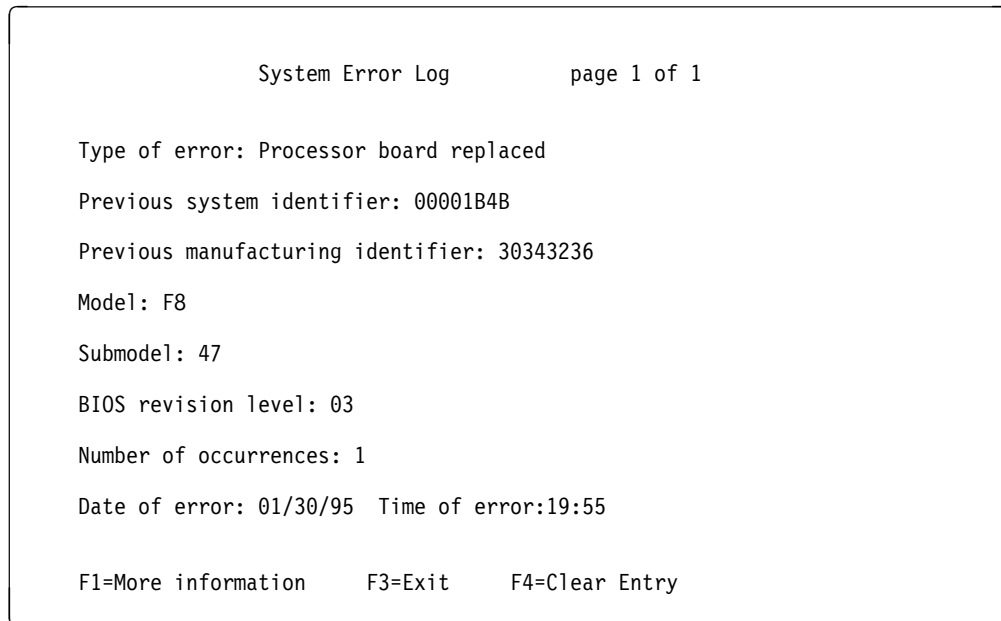 System Error Log page 1 of 1
Type of error: Processor board replaced
Previous system identifier: 00001B4B
Previous manufacturing identifier: 30343236
Model: F8
Submodel: 47
BIOS revision level: 03
Number of occurrences: 1
Date of error: 01/30/95 Time of error:19:55
F1=More information F3=Exit F4=Clear Entry